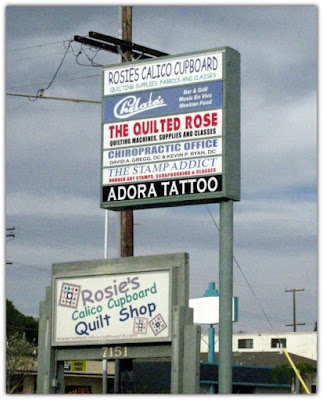 ROSIES CALICO CUPBOARD
QUILTING SUPPLIES, FABRICS AND CLASSES
Bar & Grill
Music En Vivo
Mexican Food
THE QUILTED ROSE
QUILTING MACHINES, SUPPLIES AND CLASSES
CHIROPRACTIC OFFICE
DAVID A. GREGG, DC & KEVIN P. RYAN, DC
THE STAMP ADDICT
RUBBER ART STAMPS, SCRAPBOOKING & CLASSES
ADORA TATTOO
Rosie's
Calico Cupboard
Quilt Shop
7151